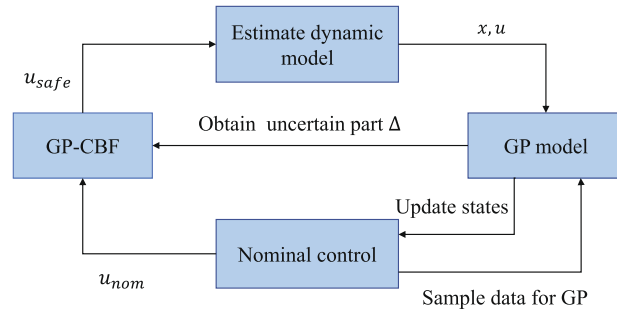 Estimate dynamic
model
x, u
u_safe
Obtain uncertain part Δ
GP-CBF
GP model
Update states
Nominal control
u_nom
Sample data for GP